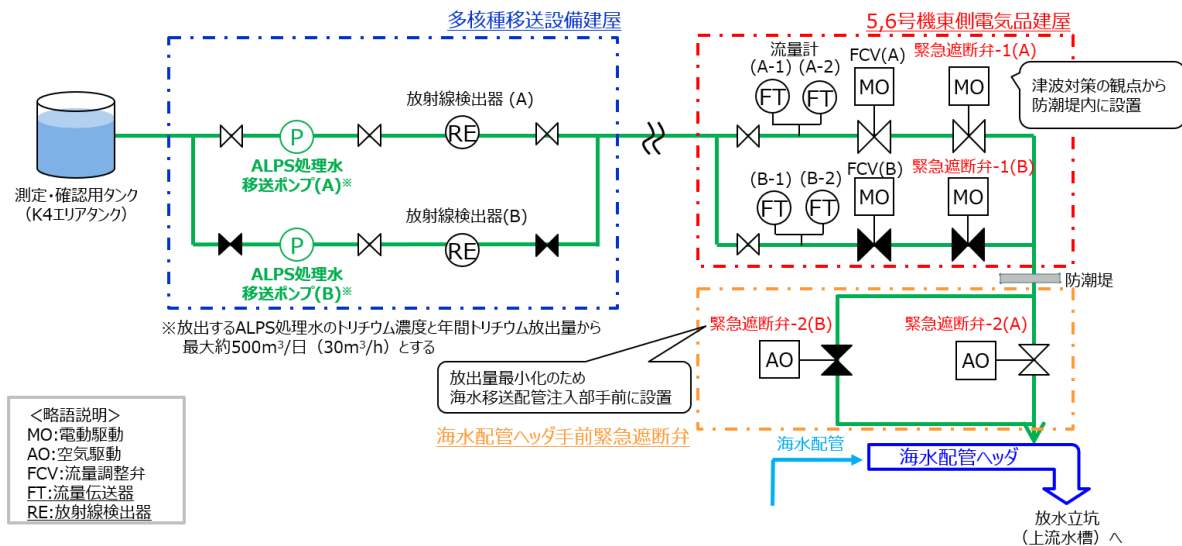 多核種移送設備建屋
5,6号機東側電気品建屋
測定・確認用タンク
(K4エリアタンク)
P
ALPS処理水
移送ポンプ(A)※
放射線検出器 (A)
RE
P
ALPS処理水
移送ポンプ(B)※
放射線検出器(B)
RE
※放出するALPS処理水のトリチウム濃度と年間トリチウム放出量から
最大約500m³/日（30m³/h）とする
流量計
(A-1)
(A-2)
FT
FT
FCV(A)
MO
緊急遮断弁-1(A)
MO
津波対策の観点から
防潮堤内に設置
(B-1)
(B-2)
FT
FT
FCV(B)
MO
緊急遮断弁-1(B)
MO
防潮堤
緊急遮断弁-2(B)
緊急遮断弁-2(A)
AO
AO
放出量最小化のため
海水移送配管注入部手前に設置
海水配管ヘッダ手前緊急遮断弁
海水配管
海水配管ヘッダ
放水立坑
(上流水槽) へ
<略語説明>
MO:電動駆動
AO:空気駆動
FCV:流量調整弁
FT:流量伝送器
RE:放射線検出器